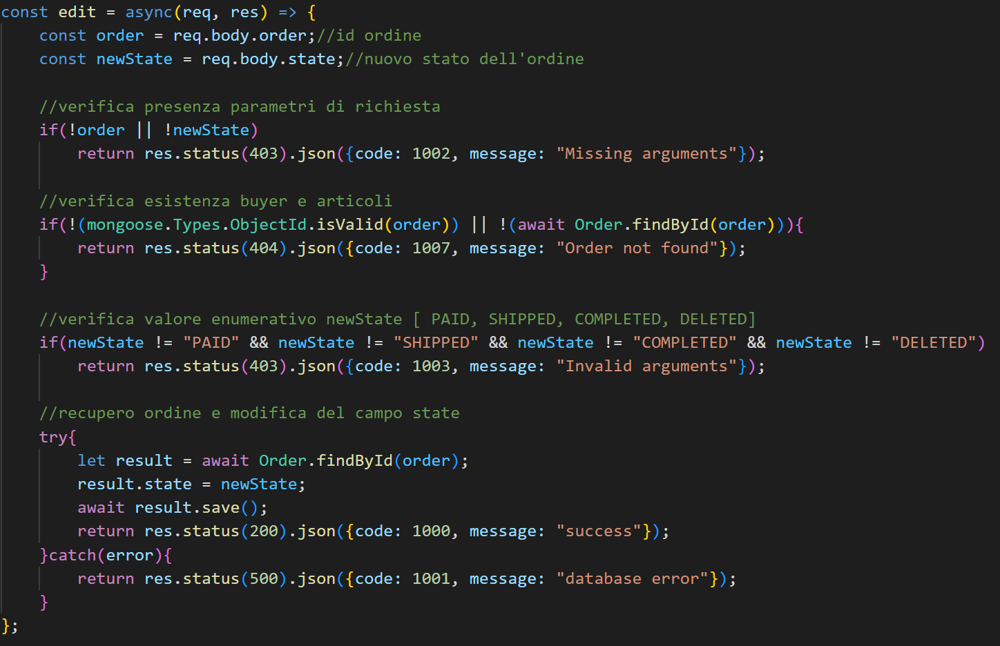 const edit = async(req, res) => {
const order = req.body.order;//id ordine
const newState = req.body.state;//nuovo stato dell'ordine
//verifica presenza parametri di richiesta
if(!order || !newState)
return res.status(403).json({code: 1002, message: "Missing arguments"});
//verifica esistenza buyer e articoli
if(!(mongoose.Types.ObjectId.isValid(order)) || !(await Order.findById(order))){
return res.status(404).json({code: 1007, message: "Order not found"});
}
//verifica valore enumerativo newState [ PAID, SHIPPED, COMPLETED, DELETED]
if(newState != "PAID" && newState != "SHIPPED" && newState != "COMPLETED" && newState != "DELETED")
return res.status(403).json({code: 1003, message: "Invalid arguments"});
//recupero ordine e modifica del campo state
try{
let result = await Order.findById(order);
result.state = newState;
await result.save();
return res.status(200).json({code: 1000, message: "success"});
}catch(error){
return res.status(500).json({code: 1001, message: "database error"});
}
};